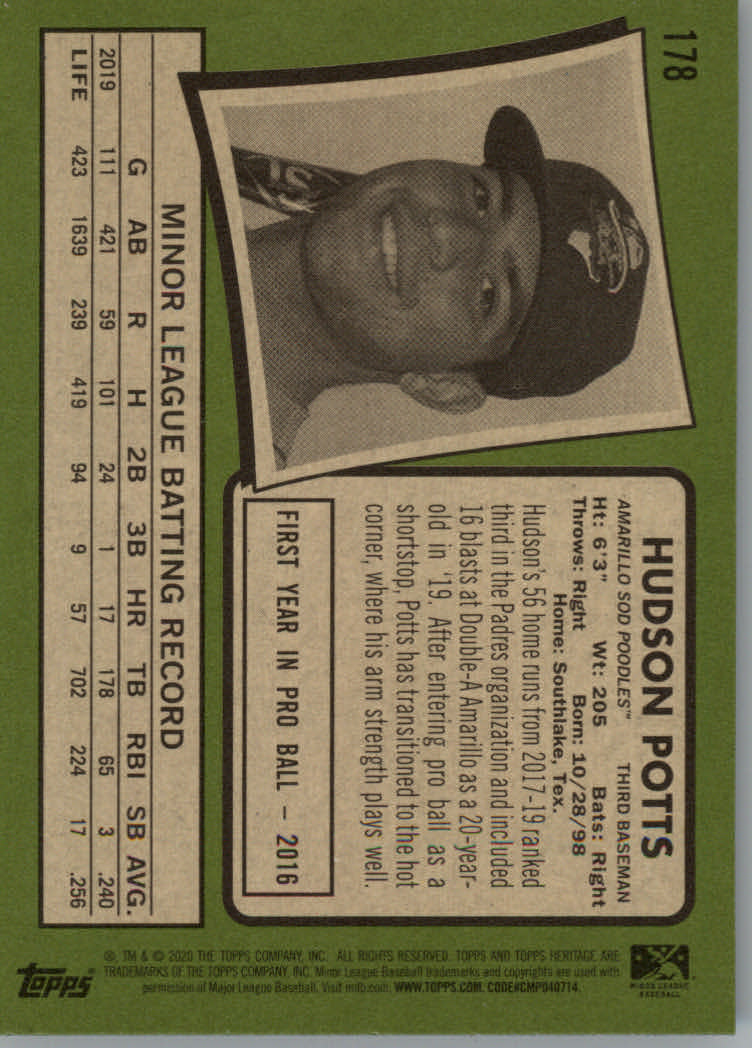 178
HUDSON POTTS
AMARILLO SOD POODLES™ THIRD BASEMAN
Ht: 6'3" Wt: 205 Bats: Right
Throws: Right Born: 10/28/98
Home: Southlake, Tex.
Hudson's 56 home runs from 2017-19 ranked
third in the Padres organization and included
16 blasts at Double-A Amarillo as a 20-year-
old in '19. After entering pro ball as a
shortstop, Potts has transitioned to the hot
corner, where his arm strength plays well.
FIRST YEAR IN PRO BALL – 2016
MINOR LEAGUE BATTING RECORD
G AB R H 2B 3B HR TB RBI SB AVG.
2019 111 421 59 101 24 1 17 178 65 3 .240
LIFE 423 1639 239 419 94 9 57 702 224 17 .256
MINOR LEAGUE
BASEBALL
®, TM & © 2020 THE TOPPS COMPANY, INC. ALL RIGHTS RESERVED. TOPPS AND TOPPS HERITAGE ARE
TRADEMARKS OF THE TOPPS COMPANY, INC. Minor League Baseball trademarks and copyrights are used with
permission of Major League Baseball. Visit milb.com. WWW.TOPPS.COM. CODE#CMP040714.
topps